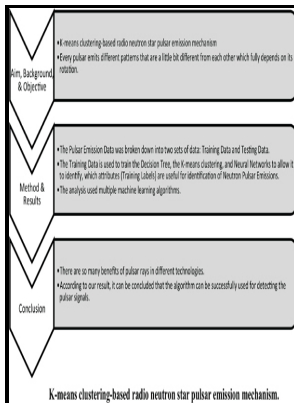 Aim, Background,
& Objective
•K-means clustering-based radio neutron star pulsar emission mechanism
•Every pulsar emits different patterns that are a little bit different from each other which fully depends on its
rotation.
Method &
Results
•The Pulsar Emission Data was broken down into two sets of data: Training Data and Testing Data.
•The Training Data is used to train the Decision Tree, the K-means clustering, and Neural Networks to allow it
to identify, which attributes (Training Labels) are useful for identification of Neutron Pulsar Emissions.
•The analysis used multiple machine learning algorithms.
Conclusion
•There are so many benefits of pulsar rays in different technologies.
•According to our result, it can be concluded that the algorithm can be successfully used for detecting the
pulsar signals.
K-means clustering-based radio neutron star pulsar emission mechanism.